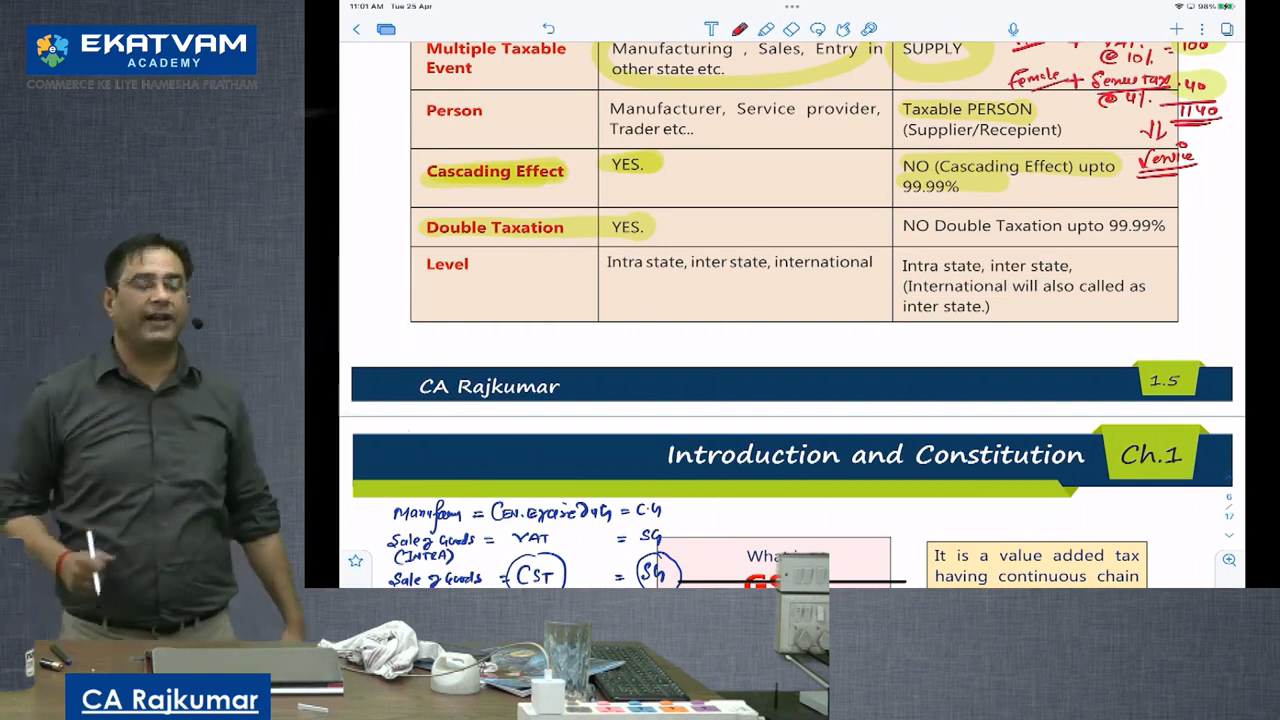 11:01 AM Tue 25 Apr
98%
EKATVAM
ACADEMY
COMMERCE KE LIYE HAMESHA PRATHAM
Multiple Taxable
Event
Manufacturing , Sales, Entry in
other state etc.
SUPPLY
VAT.
@ 10% = 100
Female + Service tax 40
@ 4%.
1140
Person
Manufacturer, Service provider,
Trader etc..
Taxable PERSON
(Supplier/Recepient)
Cascading Effect
YES.
NO (Cascading Effect) upto
99.99%
Double Taxation
YES.
NO Double Taxation upto 99.99%
Level
Intra state, inter state, international
Intra state, inter state,
(International will also called as
inter state.)
CA Rajkumar
1.5
Introduction and Constitution
Ch.1
6
17
= C.G
Sale of Goods = VAT = SG
(INTRA)
Sale of Goods = CST = SG
What
It is a value added tax
having continuous chain
CA Rajkumar